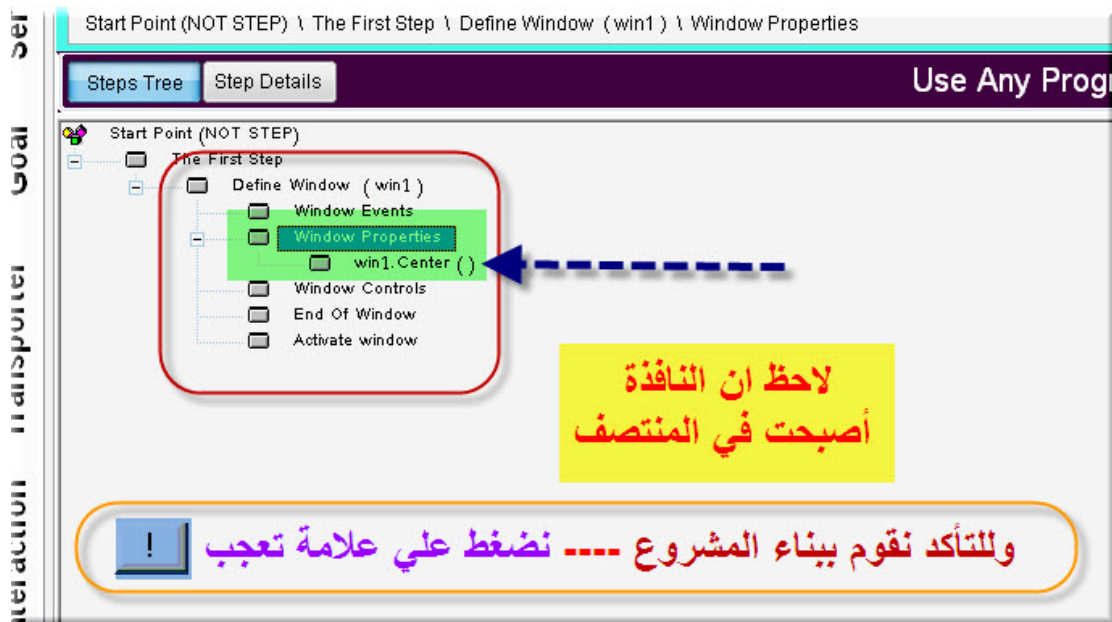 Start Point (NOT STEP) \ The First Step \ Define Window ( win1 ) \ Window Properties
Steps Tree
Step Details
Use Any
Start Point (NOT STEP)
The First Step
Define Window ( win1 )
Window Events
Window Properties
win1.Center ()
Window Controls
End Of Window
Activate window
Goal
Transporter
لاحظ ان النافذة
أصبحت في المنتصف
وللتأكد نقوم ببناء المشروع ---- نضغط علي علامة تعجب !